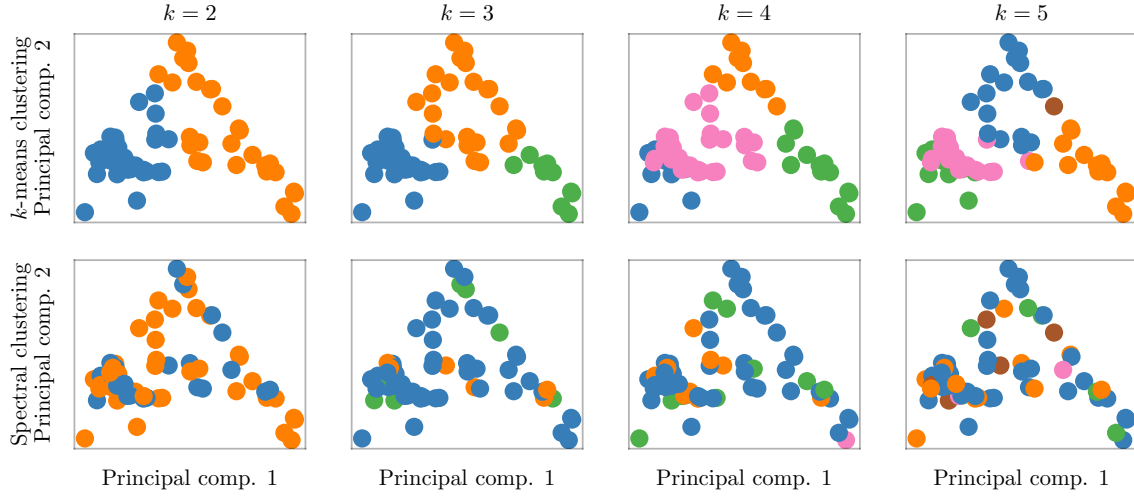 k = 2
k = 3
k = 4
k = 5
k-means clustering
Principal comp. 2
Spectral clustering
Principal comp. 2
Principal comp. 1
Principal comp. 1
Principal comp. 1
Principal comp. 1